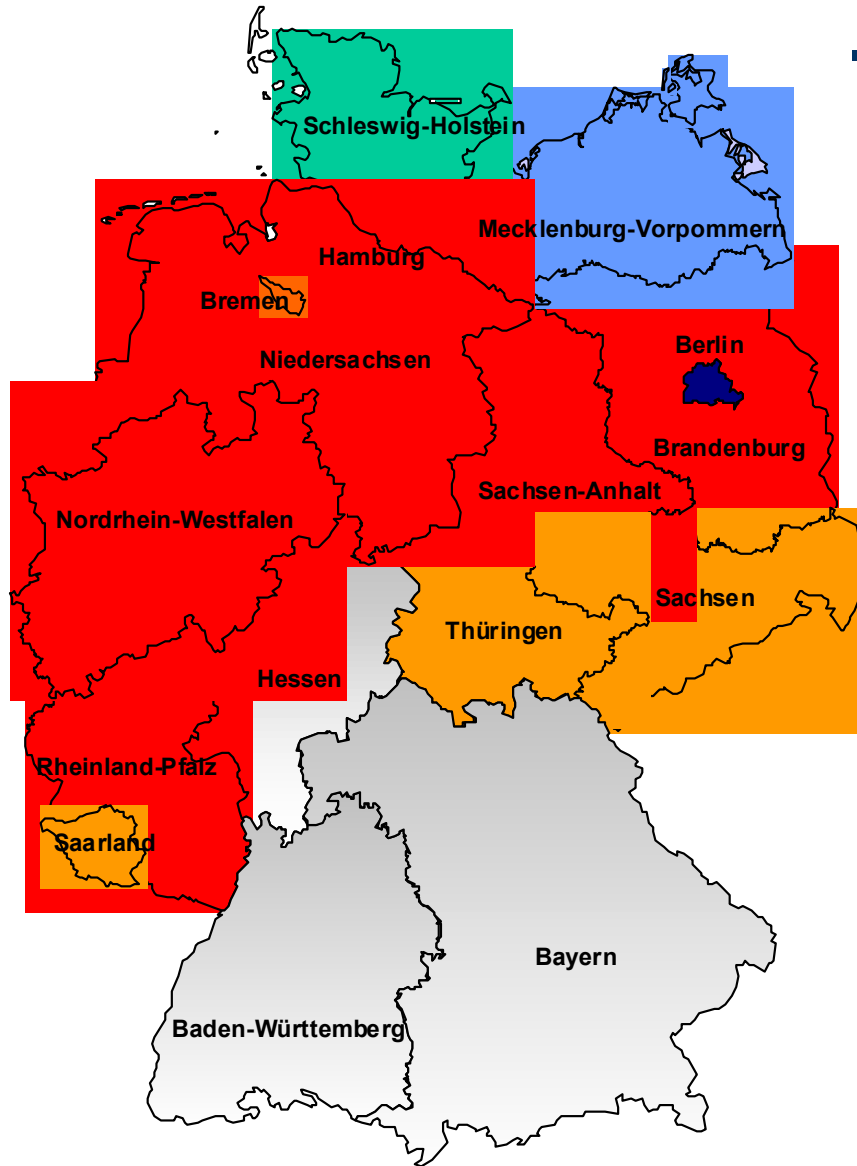 Schleswig-Holstein
Mecklenburg-Vorpommern
Hamburg
Bremen
Niedersachsen
Berlin
Brandenburg
Sachsen-Anhalt
Nordrhein-Westfalen
Sachsen
Thüringen
Hessen
Rheinland-Pfalz
Saarland
Bayern
Baden-Württemberg